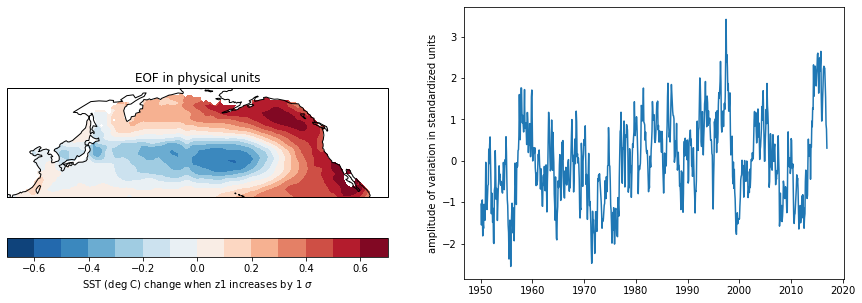 EOF in physical units
−0.6 −0.4 −0.2 0.0 0.2 0.4 0.6
SST (deg C) change when z1 increases by 1 σ
amplitude of variation in standardized units
3
2
1
0
−1
−2
1950 1960 1970 1980 1990 2000 2010 2020